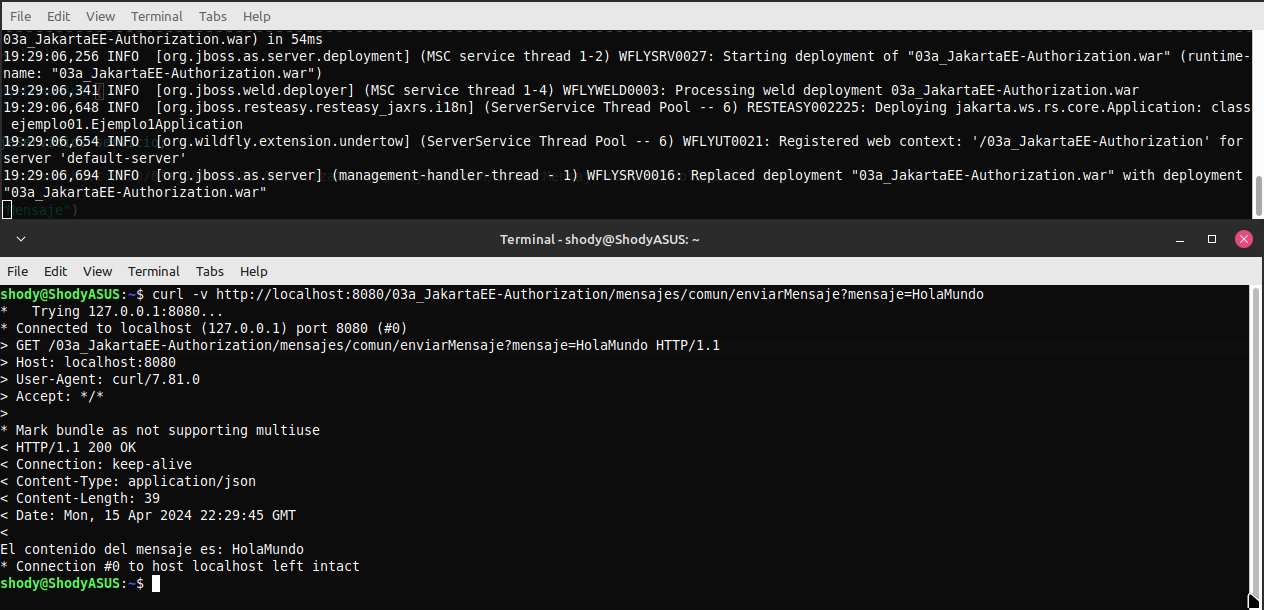 File Edit View Terminal Tabs Help
03a_JakartaEE-Authorization.war) in 54ms
19:29:06,256 INFO  [org.jboss.as.server.deployment] (MSC service thread 1-2) WFLYSRV0027: Starting deployment of "03a_JakartaEE-Authorization.war" (runtime-
name: "03a_JakartaEE-Authorization.war")
19:29:06,341 INFO  [org.jboss.weld.deployer] (MSC service thread 1-4) WFLYWELD0003: Processing weld deployment 03a_JakartaEE-Authorization.war
19:29:06,648 INFO  [org.jboss.resteasy.resteasy_jaxrs.i18n] (ServerService Thread Pool -- 6) RESTEASY002225: Deploying jakarta.ws.rs.core.Application: class
ejemplo01.Ejemplo1Application
19:29:06,654 INFO  [org.wildfly.extension.undertow] (ServerService Thread Pool -- 6) WFLYUT0021: Registered web context: '/03a_JakartaEE-Authorization' for
server 'default-server'
19:29:06,694 INFO  [org.jboss.as.server] (management-handler-thread - 1) WFLYSRV0016: Replaced deployment "03a_JakartaEE-Authorization.war" with deployment
"03a_JakartaEE-Authorization.war"
Mensaje")
Terminal - shody@ShodyASUS: ~
File Edit View Terminal Tabs Help
shody@ShodyASUS:~$ curl -v http://localhost:8080/03a_JakartaEE-Authorization/mensajes/comun/enviarMensaje?mensaje=HolaMundo
*   Trying 127.0.0.1:8080...
* Connected to localhost (127.0.0.1) port 8080 (#0)
> GET /03a_JakartaEE-Authorization/mensajes/comun/enviarMensaje?mensaje=HolaMundo HTTP/1.1
> Host: localhost:8080
> User-Agent: curl/7.81.0
> Accept: */*
>
* Mark bundle as not supporting multiuse
< HTTP/1.1 200 OK
< Connection: keep-alive
< Content-Type: application/json
< Content-Length: 39
< Date: Mon, 15 Apr 2024 22:29:45 GMT
<
El contenido del mensaje es: HolaMundo
* Connection #0 to host localhost left intact
shody@ShodyASUS:~$